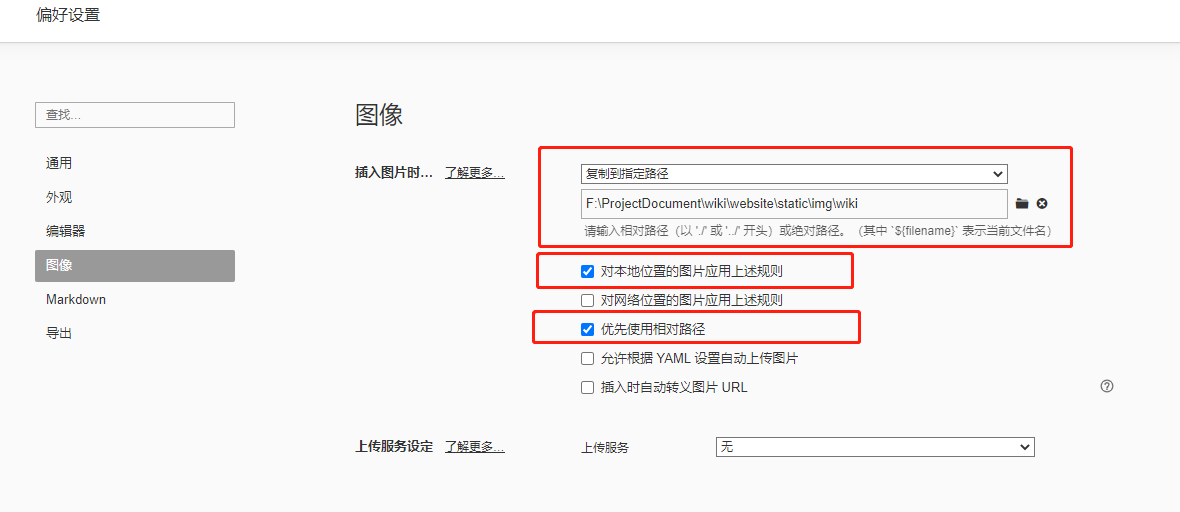 偏好设置
查找...
通用
外观
编辑器
图像
Markdown
导出
图像
插入图片时... 了解更多...
复制到指定路径
F:\ProjectDocument\wiki\website\static\img\wiki
请输入相对路径（以 './' 或 '../' 开头）或绝对路径。（其中 `${filename}` 表示当前文件名）
对本地位置的图片应用上述规则
对网络位置的图片应用上述规则
优先使用相对路径
允许根据 YAML 设置自动上传图片
插入时自动转义图片 URL
上传服务设定 了解更多... 上传服务 无